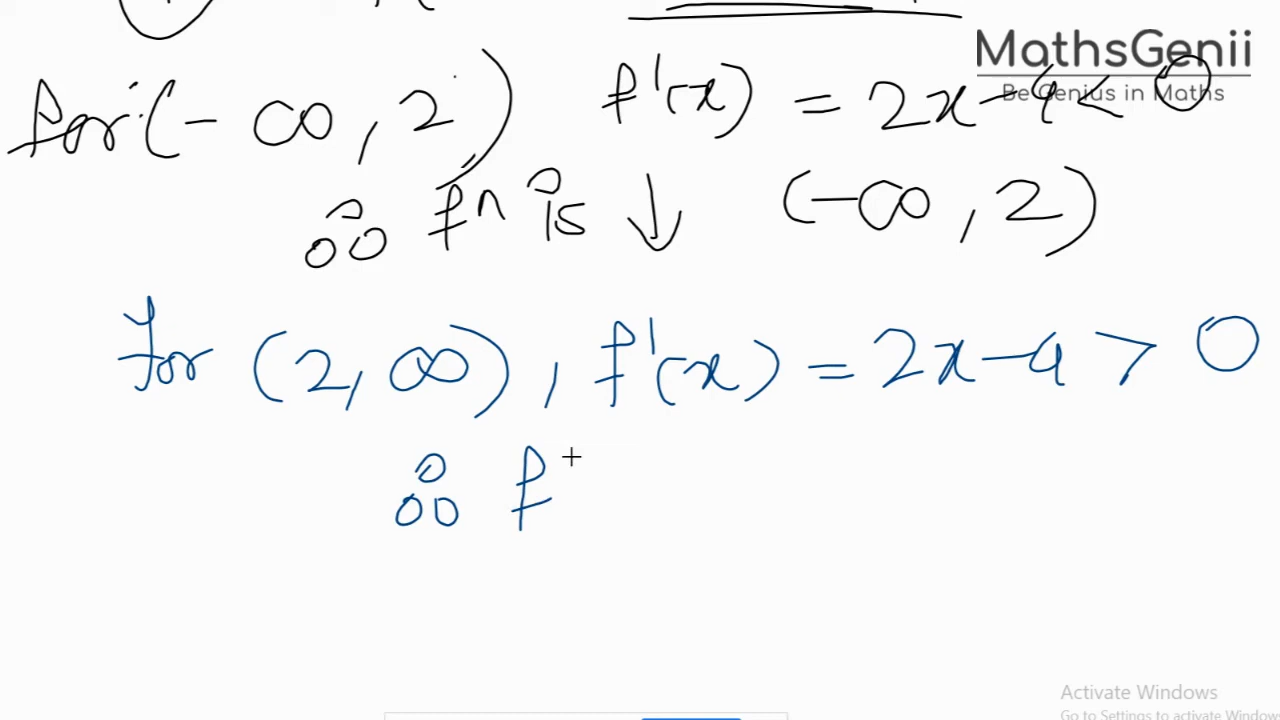 MathsGenii
Be Genius in Maths
for (-∞, 2) f'(x) = 2x-4 < 0
∴ fn is ↓ (-∞, 2)
for (2, ∞), f'(x) = 2x-4 > 0
∴ f
Activate Windows
Go to Settings to activate Windows